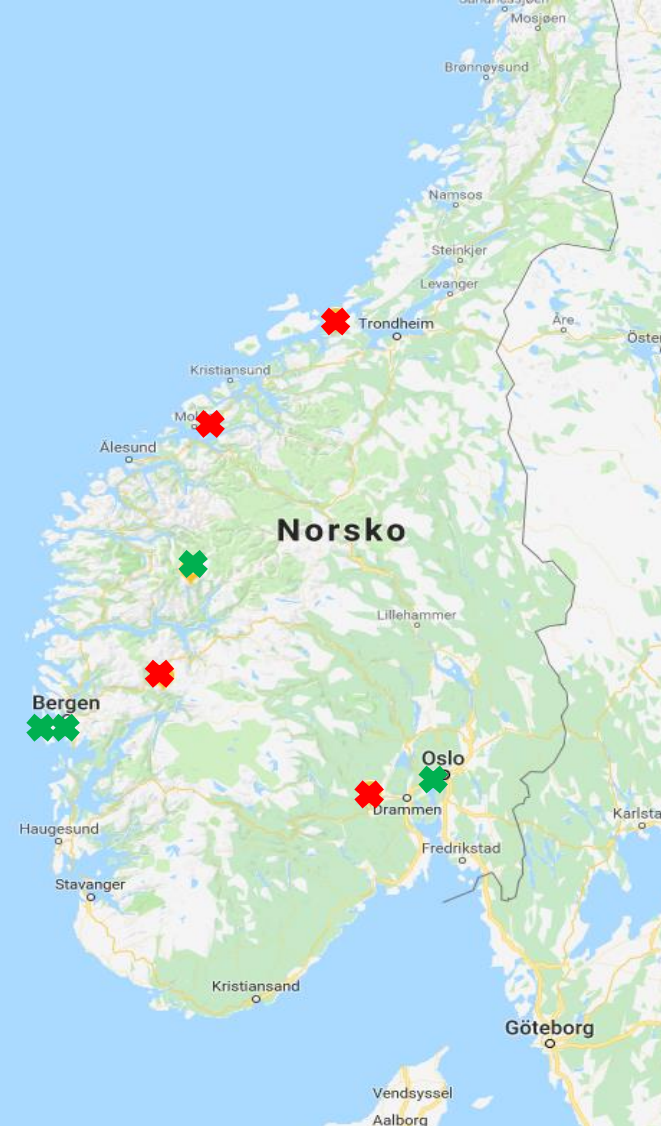 Mosjøen
Brønnøysund
Namsos
Steinkjer
Levanger
Åre
Trondheim
Kristiansund
Ålesund
Norsko
Lillehammer
Bergen
Oslo
Drammen
Haugesund
Karlsta
Fredrikstad
Stavanger
Kristiansand
Göteborg
Vendsyssel
Aalborg